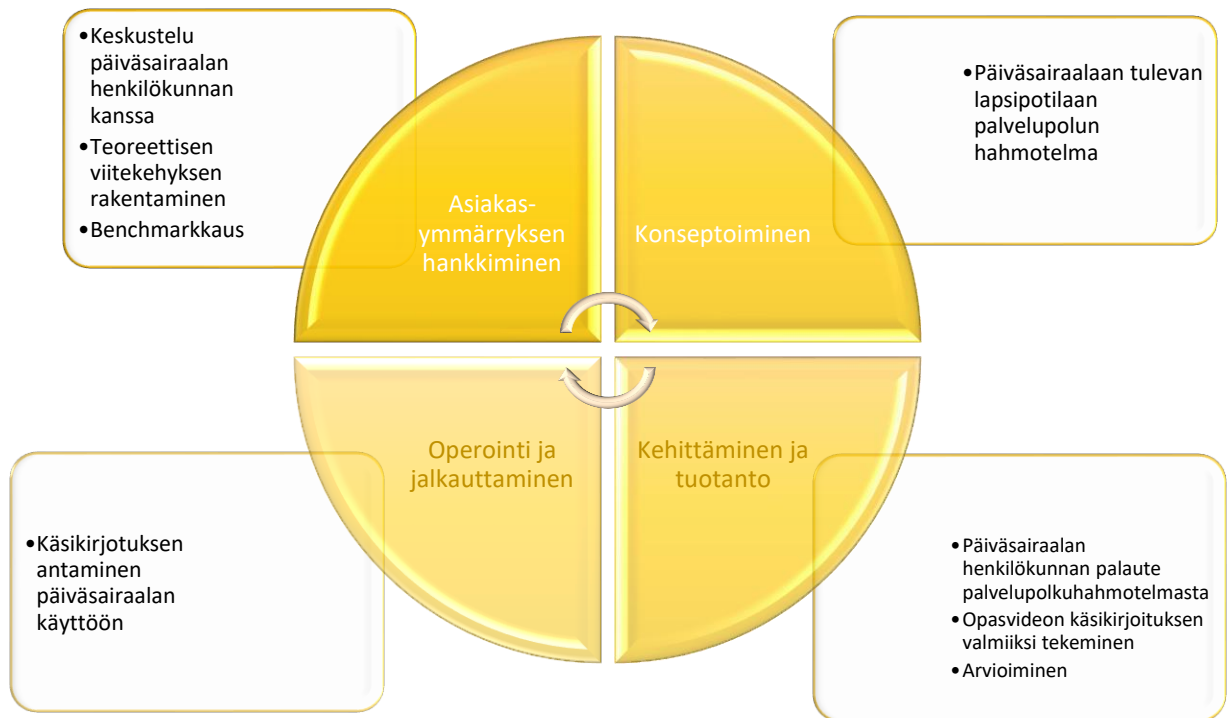 •Keskustelu
päiväsairaalan
henkilökunnan
kanssa
•Teoreettisen
viitekehyksen
rakentaminen
•Benchmarkkaus
Asiakas-
ymmärryksen
hankkiminen
Konseptoiminen
•Päiväsairaalaan tulevan
lapsipotilaan
palvelupolun
hahmotelma
Operointi ja
jalkauttaminen
Kehittäminen ja
tuotanto
•Käsikirjotuksen
antaminen
päiväsairaalan
käyttöön
•Päiväsairaalan
henkilökunnan palaute
palvelupolkuhahmotelmasta
•Opasvideon käsikirjoituksen
valmiiksi tekeminen
•Arvioiminen